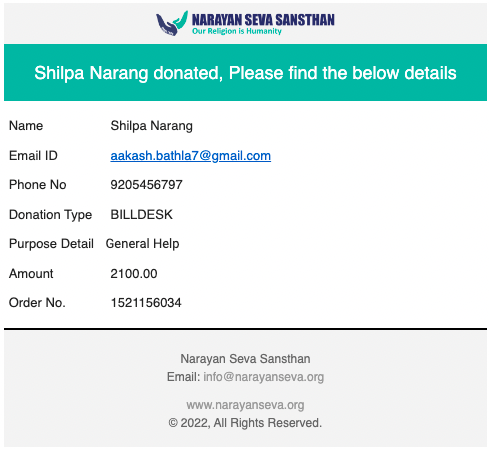 NARAYAN SEVA SANSTHAN
Our Religion is Humanity
Shilpa Narang donated, Please find the below details
Name Shilpa Narang
Email ID aakash.bathla7@gmail.com
Phone No 9205456797
Donation Type BILLDESK
Purpose Detail General Help
Amount 2100.00
Order No. 1521156034
Narayan Seva Sansthan
Email: info@narayanseva.org
www.narayanseva.org
© 2022, All Rights Reserved.